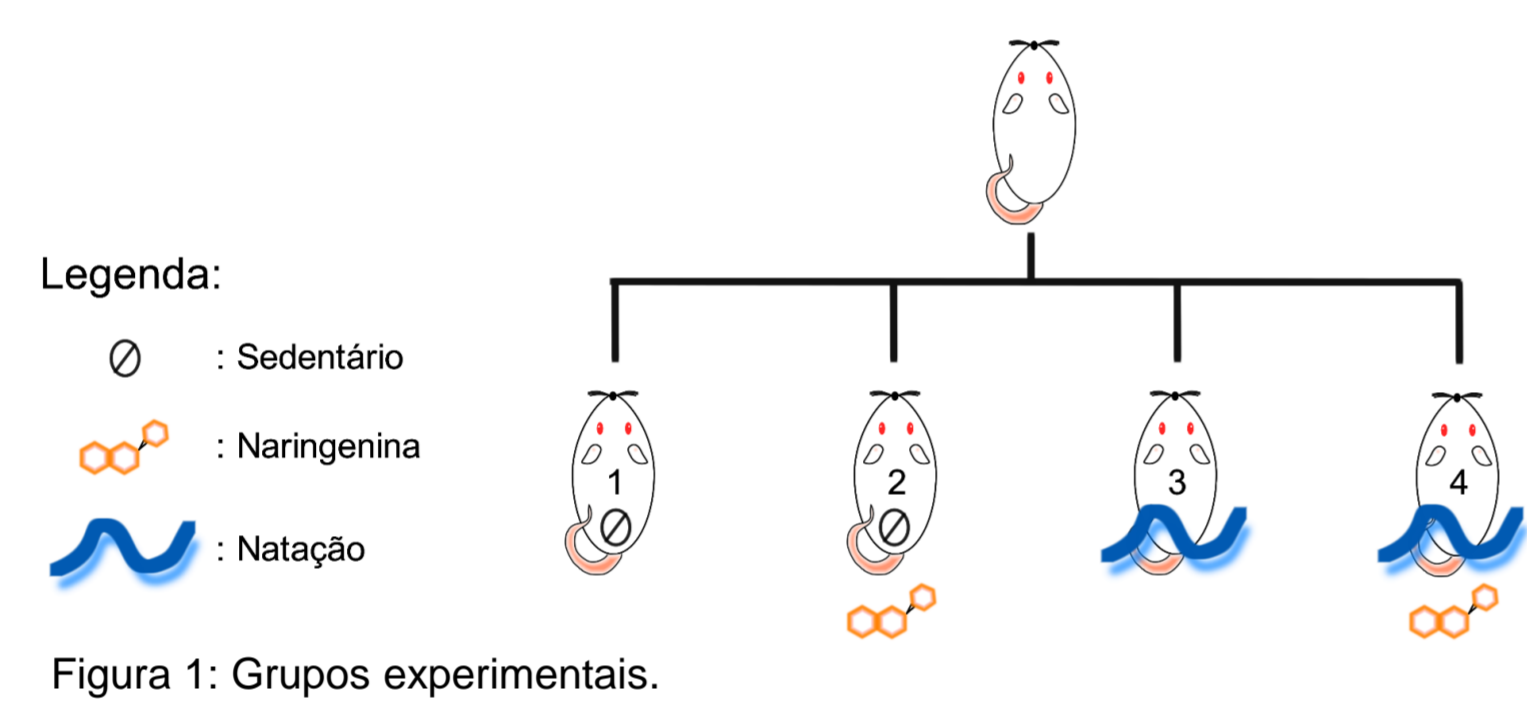 Legenda:
: Sedentário
: Naringenina
: Natação
1
2
3
4
Figura 1: Grupos experimentais.